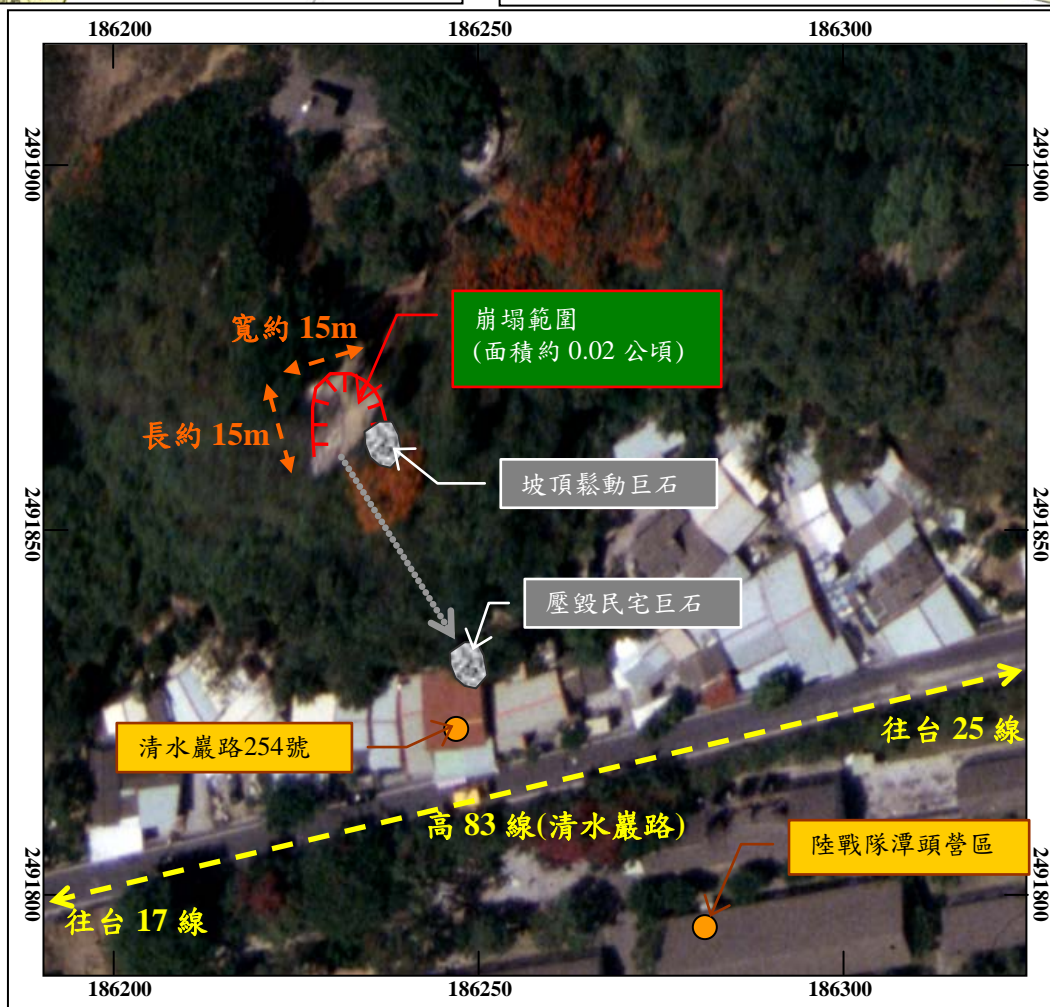 186200
186250
186300
2491900
2491900
寬約 15m
崩塌範圍
(面積約 0.02 公頃)
長約 15m
坡頂鬆動巨石
2491850
2491850
壓毀民宅巨石
往台 25 線
清水巖路254號
高 83 線(清水巖路)
陸戰隊潭頭營區
2491800
2491800
往台 17 線
186200
186250
186300